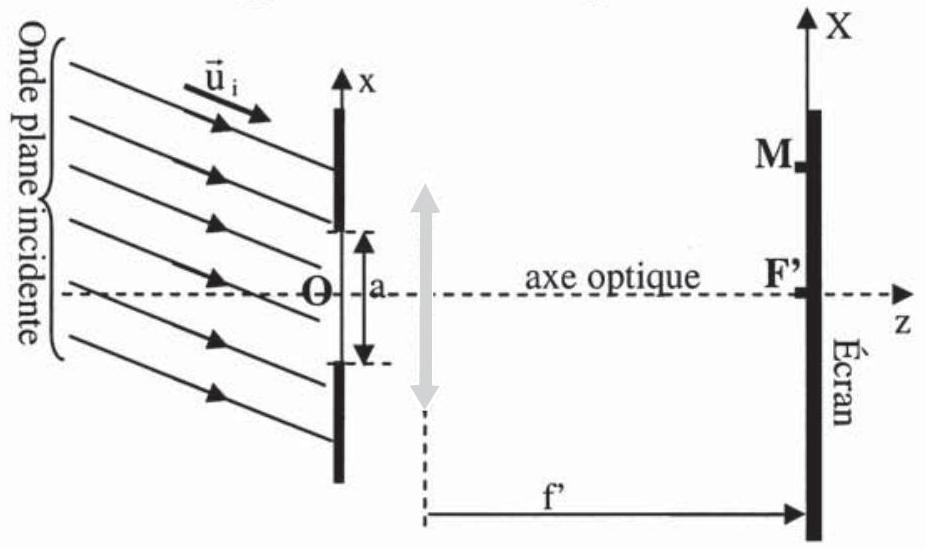 Onde plane incidente
u⃗ i
x
X
M
O
a
axe optique
F’
z
Écran
f’